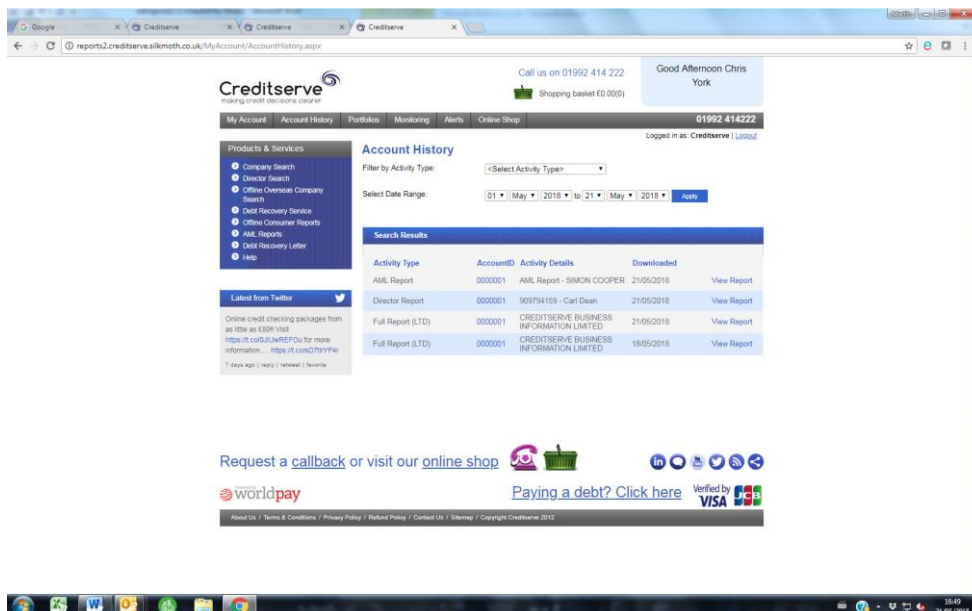 Google
Creditserve
Creditserve
Creditserve
reports2.creditserve.silkmoth.co.uk/MyAccount/AccountHistory.aspx
Creditserve
making credit decisions clearer
Call us on 01992 414 222
Shopping basket £0.00(0)
Good Afternoon Chris
York
My Account Account History Portfolios Monitoring Alerts Online Shop 01992 414222
Logged in as: Creditserve | Logout
Products & Services
Company Search
Director Search
Offline Overseas Company
Search
Debt Recovery Service
Offline Consumer Reports
AML Reports
Debt Recovery Letter
Help
Account History
Filter by Activity Type: <Select Activity Type>
Select Date Range: 01 May 2018 to 21 May 2018 Apply
Search Results
Activity Type AccountID Activity Details Downloaded
AML Report 0000001 AML Report - SIMON COOPER 21/05/2018 View Report
Director Report 0000001 909794159 - Carl Dean 21/05/2018 View Report
Full Report (LTD) 0000001 CREDITSERVE BUSINESS
INFORMATION LIMITED 21/05/2018 View Report
Full Report (LTD) 0000001 CREDITSERVE BUSINESS
INFORMATION LIMITED 18/05/2018 View Report
Latest from Twitter
Online credit checking packages from
as little as £89!! Visit
for more
information....
7 days ago | reply | retweet | favorite
Request a callback or visit our online shop
worldpay
Paying a debt? Click here
Verified by
VISA
JCB
About Us / Terms & Conditions / Privacy Policy / Refund Policy / Contact Us / Sitemap / Copyright Creditserve 2012
16:49
21/05/2018